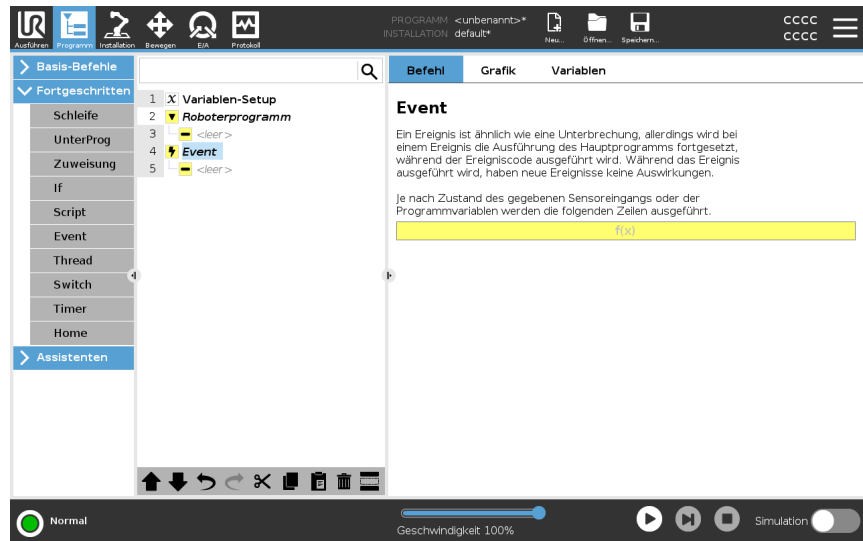 UR
PROGRAMM <unbenannt>*
INSTALLATION default*
Ausführen Programm Installation Bewegen E/A Protokoll
Neu... Öffnen... Speichern...
CCCC
CCCC
Basis-Befehle
Fortgeschritten
Schleife
UnterProg
Zuweisung
If
Script
Event
Thread
Switch
Timer
Home
Assistenten
1 X Variablen-Setup
2 Roboterprogramm
3 <leer>
4 Event
5 <leer>
Befehl Grafik Variablen
Event
Ein Ereignis ist ähnlich wie eine Unterbrechung, allerdings wird bei
einem Ereignis die Ausführung des Hauptprogramms fortgesetzt,
während der Ereigniscode ausgeführt wird. Während das Ereignis
ausgeführt wird, haben neue Ereignisse keine Auswirkungen.
Je nach Zustand des gegebenen Sensoreingangs oder der
Programmvariablen werden die folgenden Zeilen ausgeführt.
f(x)
Normal
Geschwindigkeit 100%
Simulation